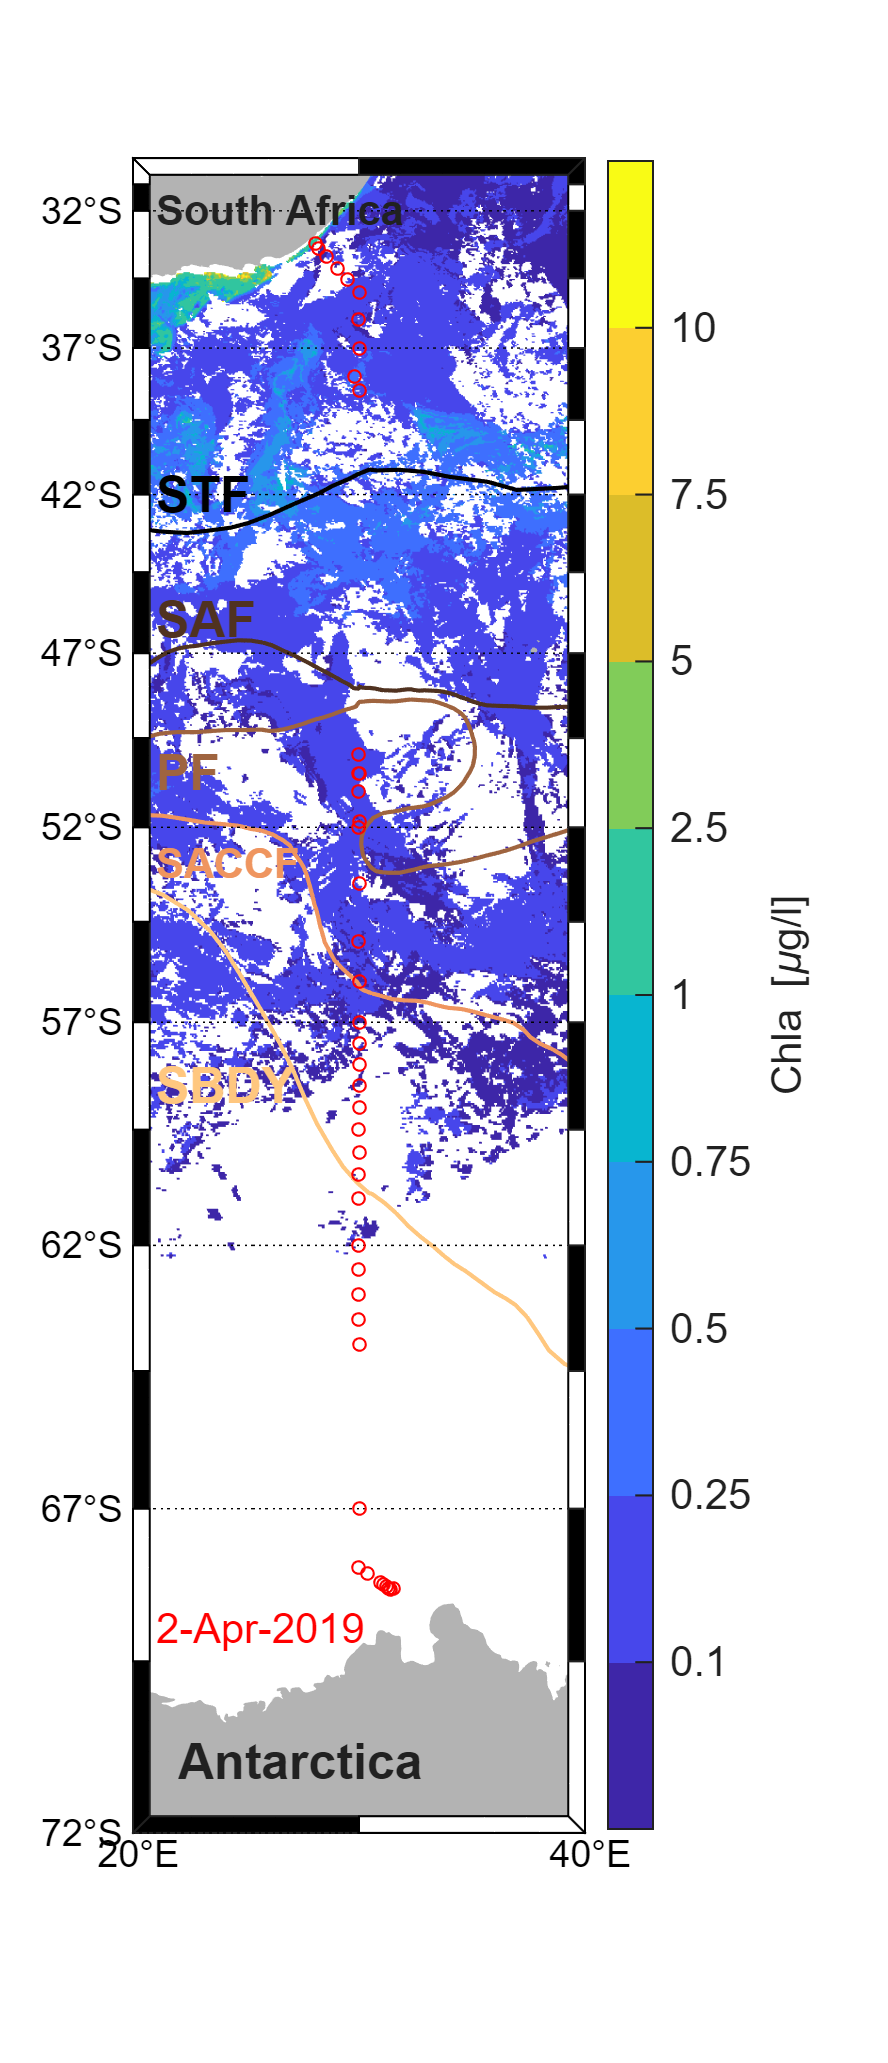 32°S
South Africa
37°S
42°S
STF
SAF
47°S
PF
52°S
SACCF
57°S
SBDY
62°S
67°S
2-Apr-2019
Antarctica
72°S
20°E
40°E
10
7.5
5
2.5
1
0.75
0.5
0.25
0.1
Chla [µg/l]